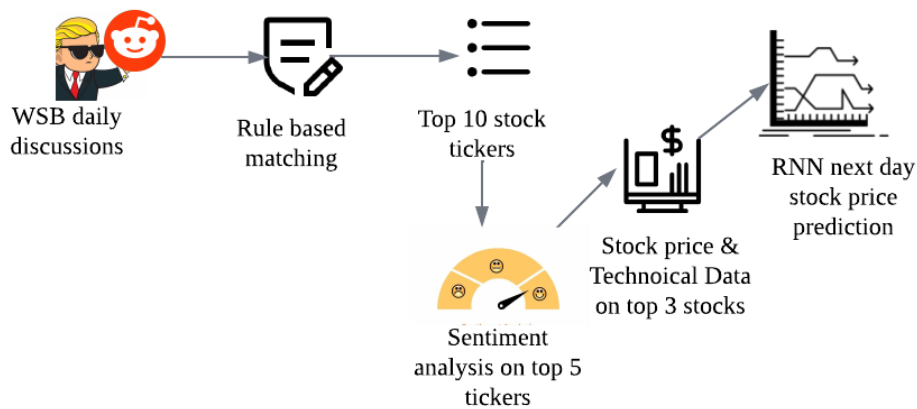 WSB daily
discussions
Rule based
matching
Top 10 stock
tickers
Sentiment
analysis on top 5
tickers
Stock price &
Technoical Data
on top 3 stocks
RNN next day
stock price
prediction